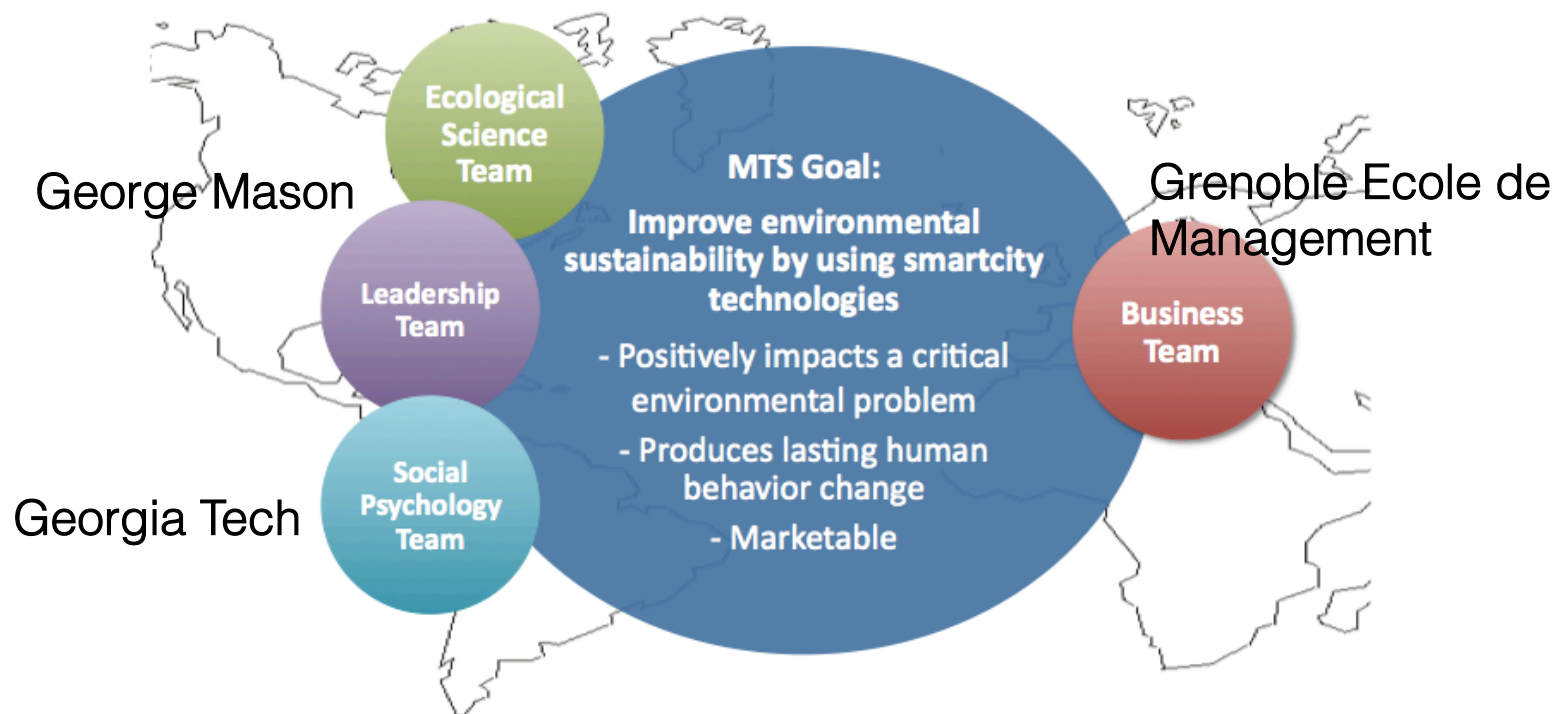 Ecological
Science
Team
George Mason
Leadership
Team
Social
Psychology
Team
Georgia Tech
MTS Goal:
Improve environmental
sustainability by using smartcity
technologies
- Positively impacts a critical
environmental problem
- Produces lasting human
behavior change
- Marketable
Grenoble Ecole de
Management
Business
Team